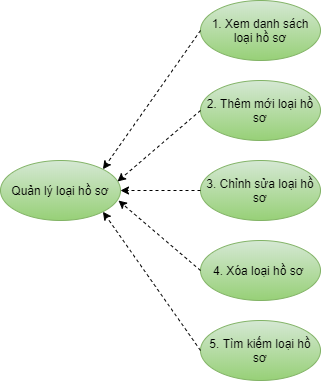 1. Xem danh sách
loại hồ sơ
2. Thêm mới loại hồ
sơ
Quản lý loại hồ sơ
3. Chỉnh sửa loại hồ
sơ
4. Xóa loại hồ sơ
5. Tìm kiếm loại hồ
sơ